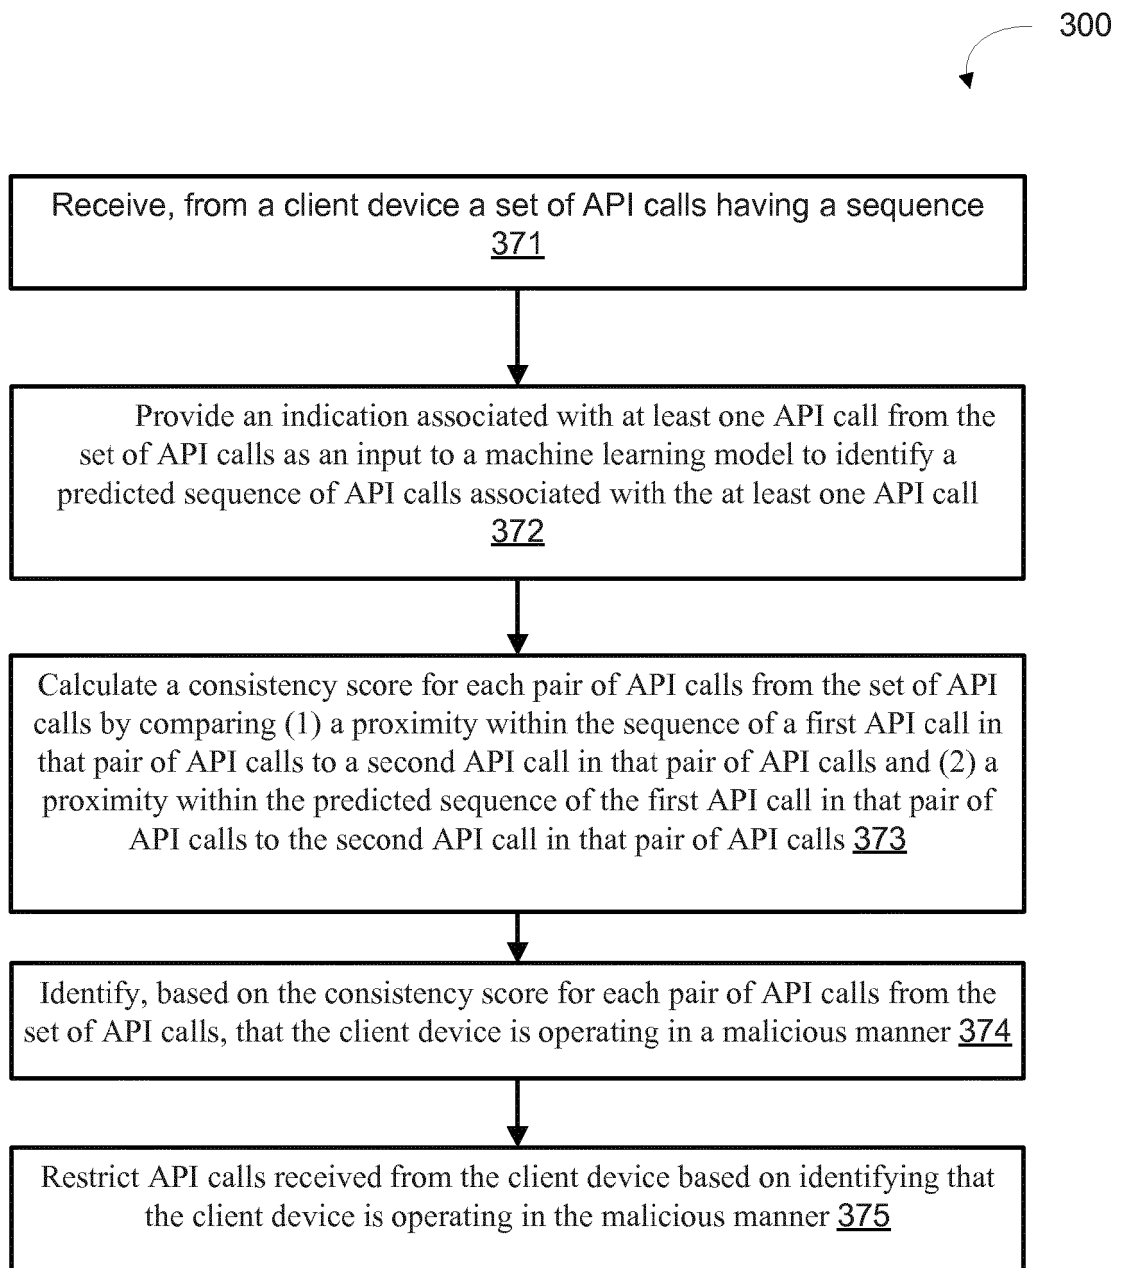 300
Receive, from a client device a set of API calls having a sequence
371
Provide an indication associated with at least one API call from the
set of API calls as an input to a machine learning model to identify a
predicted sequence of API calls associated with the at least one API call
372
Calculate a consistency score for each pair of API calls from the set of API
calls by comparing (1) a proximity within the sequence of a first API call in
that pair of API calls to a second API call in that pair of API calls and (2) a
proximity within the predicted sequence of the first API call in that pair of
API calls to the second API call in that pair of API calls 373
Identify, based on the consistency score for each pair of API calls from the
set of API calls, that the client device is operating in a malicious manner 374
Restrict API calls received from the client device based on identifying that
the client device is operating in the malicious manner 375